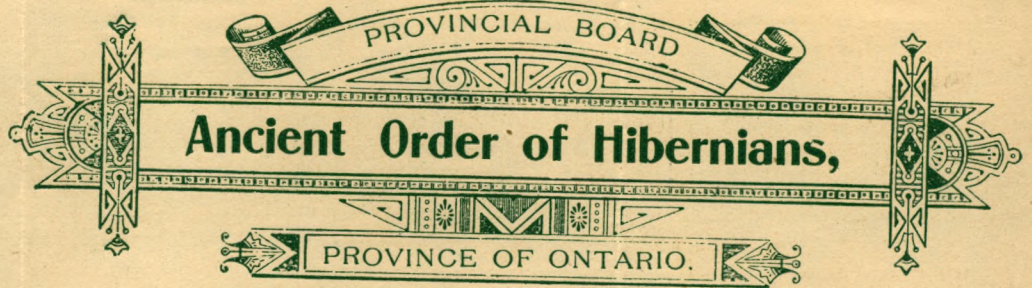 PROVINCIAL BOARD
Ancient Order of Hibernians,
PROVINCE OF ONTARIO.